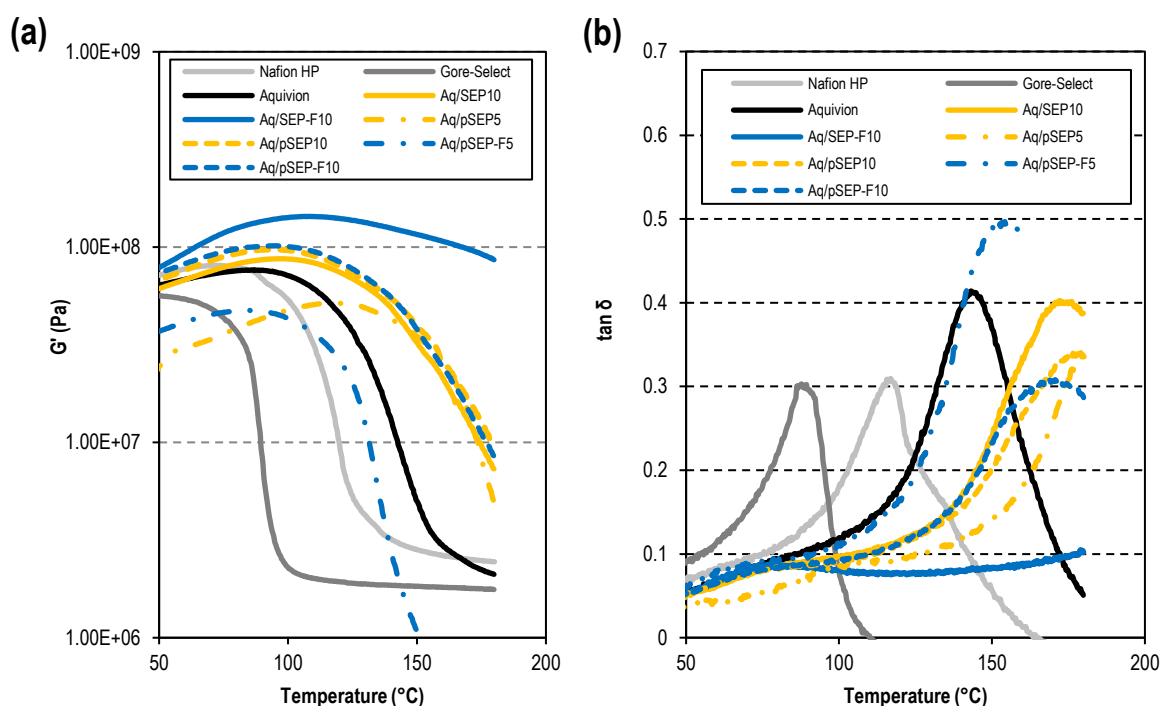 (a)
1.00E+09
1.00E+08
1.00E+07
1.00E+06
G' (Pa)
Nafion HP
Gore-Select
Aquivion
Aq/SEP10
Aq/SEP-F10
Aq/pSEP5
Aq/pSEP10
Aq/pSEP-F5
Aq/pSEP-F10
50
100
150
200
Temperature (°C)
(b)
0.7
0.6
0.5
0.4
0.3
0.2
0.1
0
tan δ
Nafion HP
Gore-Select
Aquivion
Aq/SEP10
Aq/SEP-F10
Aq/pSEP5
Aq/pSEP10
Aq/pSEP-F5
Aq/pSEP-F10
50
100
150
200
Temperature (°C)